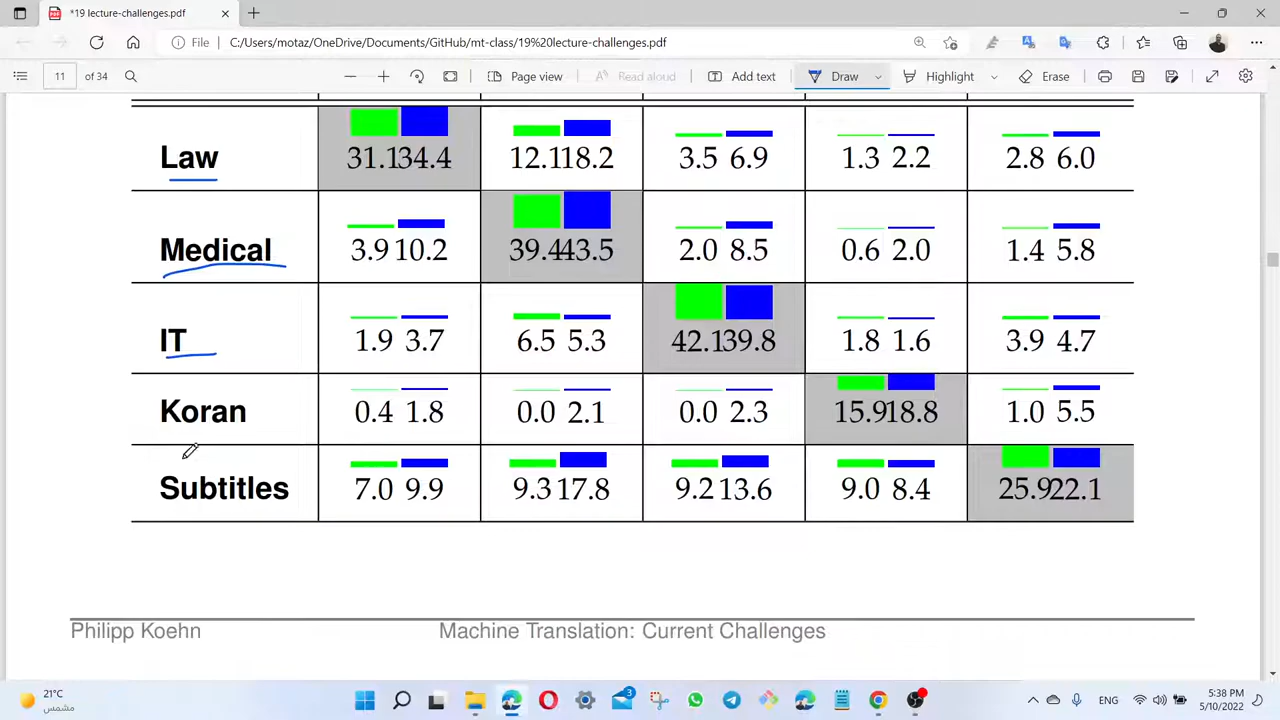 *19 lecture-challenges.pdf
File C:/Users/motaz/OneDrive/Documents/GitHub/mt-class/19%20lecture-challenges.pdf
11 of 34 Page view Read aloud Add text Draw Highlight Erase
Law 31.1 34.4 12.1 18.2 3.5 6.9 1.3 2.2 2.8 6.0
Medical 3.9 10.2 39.4 43.5 2.0 8.5 0.6 2.0 1.4 5.8
IT 1.9 3.7 6.5 5.3 42.1 39.8 1.8 1.6 3.9 4.7
Koran 0.4 1.8 0.0 2.1 0.0 2.3 15.9 18.8 1.0 5.5
Subtitles 7.0 9.9 9.3 17.8 9.2 13.6 9.0 8.4 25.9 22.1
Philipp Koehn Machine Translation: Current Challenges
21°C
مشمس
3
ENG
5:38 PM
5/10/2022